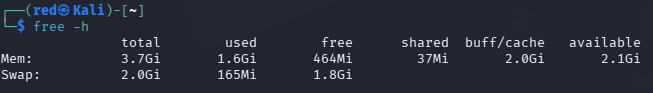 ┌──(red㉿Kali)-[~]
└─$ free -h
               total        used        free      shared  buff/cache   available
Mem:           3.7Gi       1.6Gi       464Mi        37Mi       2.0Gi       2.1Gi
Swap:          2.0Gi       165Mi       1.8Gi